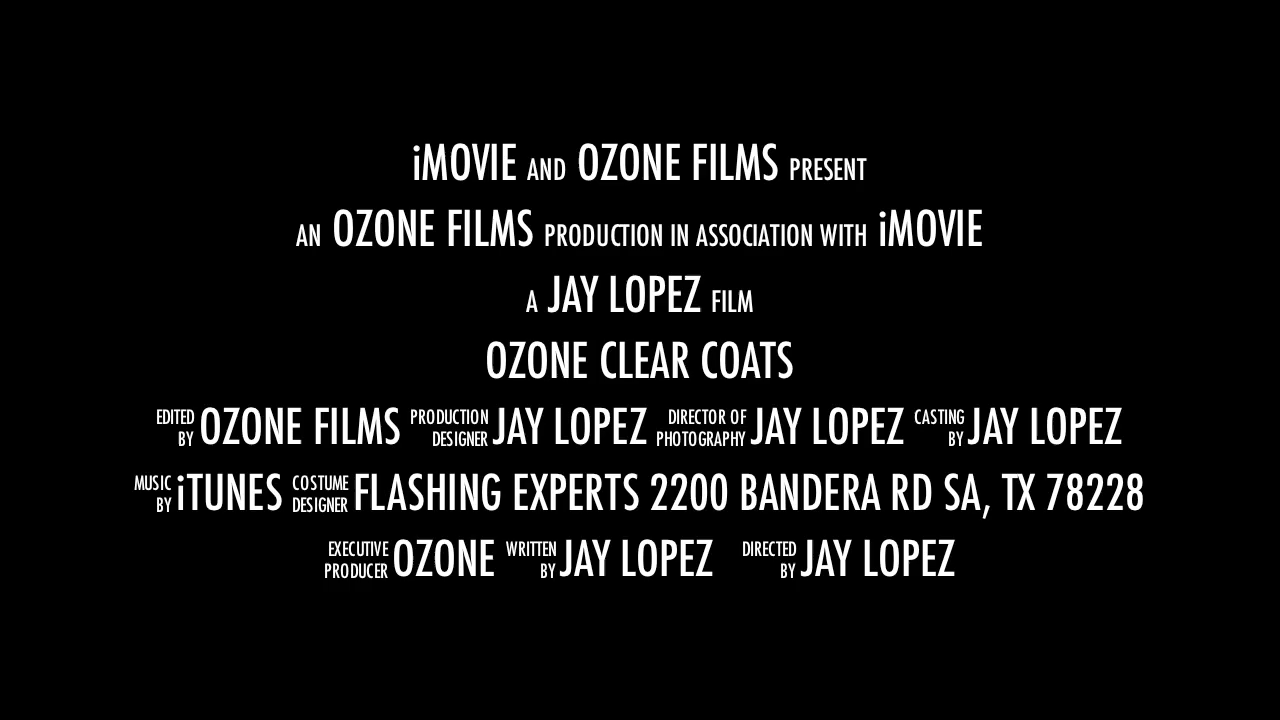 iMOVIE AND OZONE FILMS PRESENT
AN OZONE FILMS PRODUCTION IN ASSOCIATION WITH iMOVIE
A JAY LOPEZ FILM
OZONE CLEAR COATS
EDITED BY OZONE FILMS PRODUCTION DESIGNER JAY LOPEZ DIRECTOR OF PHOTOGRAPHY JAY LOPEZ CASTING BY JAY LOPEZ
MUSIC BY iTUNES COSTUME DESIGNER FLASHING EXPERTS 2200 BANDERA RD SA, TX 78228
EXECUTIVE PRODUCER OZONE WRITTEN BY JAY LOPEZ DIRECTED BY JAY LOPEZ